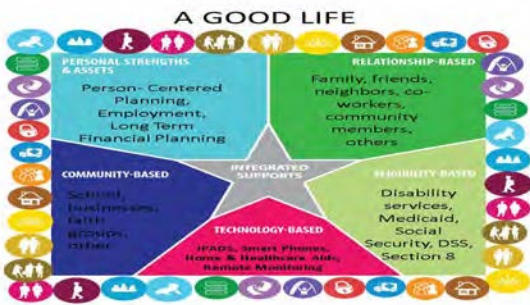 A GOOD LIFE
PERSONAL STRENGTHS
& ASSETS
Person- Centered
Planning,
Employment,
Long Term
Financial Planning
RELATIONSHIP-BASED
Family, friends,
neighbors, co-
workers,
community
members,
others
COMMUNITY-BASED
School,
businesses,
faith
groups,
other
INTEGRATED
SUPPORTS
TECHNOLOGY-BASED
iPADS, Smart Phones,
Home & Healthcare Aids,
Remote Monitoring
ELIGIBILITY-BASED
Disability
services,
Medicaid,
Social
Security, DSS,
Section 8